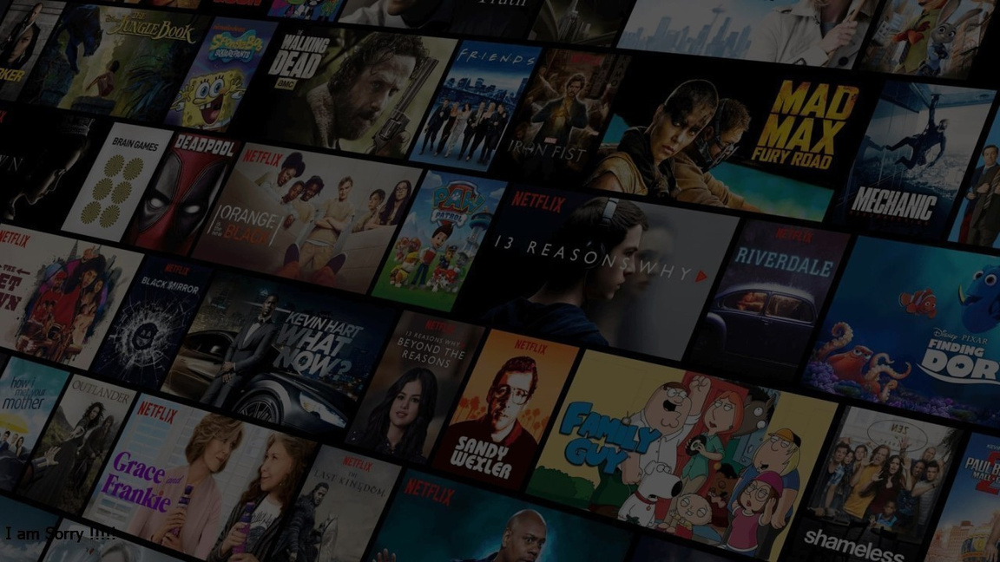 Truth
THE
JUNGLE BOOK
SpongeBob
SQUAREPANTS
THE
WALKING
DEAD
AMC
FRIENDS
MARVEL
IRON FIST
MAD
MAX
FURY ROAD
MECHANIC
BRAIN GAMES
DEADPOOL
NETFLIX
ORANGE
is the new
BLACK
PAW
PATROL
NETFLIX
13 REASONS WHY
NETFLIX
RIVERDALE
NETFLIX
THE
NETFLIX
BLACK MIRROR
KEVIN HART
WHAT
NOW?
NETFLIX
13 REASONS WHY
BEYOND THE
REASONS
NETFLIX
SANDY
WEXLER
FAMILY
GUY
Disney PIXAR
FINDING
DOR
how i
met your
mother
OUTLANDER
NETFLIX
Grace and
Frankie
NETFLIX
THE
LAST KINGDOM
NETFLIX
ZEN
shameless
PAUL B
I am Sorry !!!!!